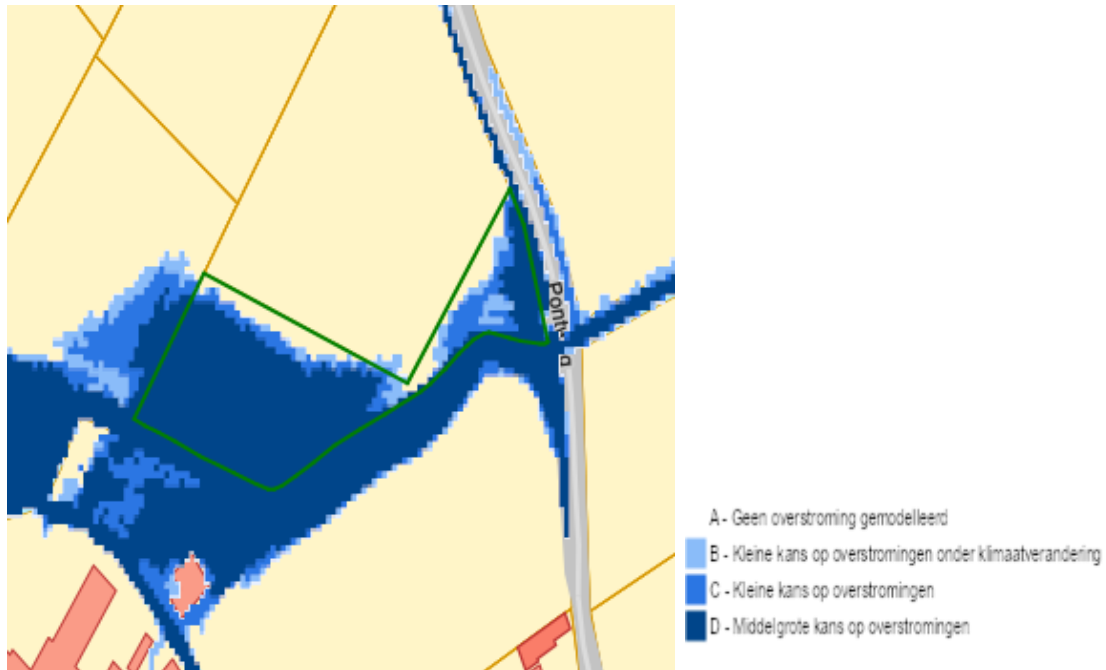 A - Geen overstroming gemodelleerd
B - Kleine kans op overstromingen onder klimaatverandering
C - Kleine kans op overstromingen
D - Middelgrote kans op overstromingen